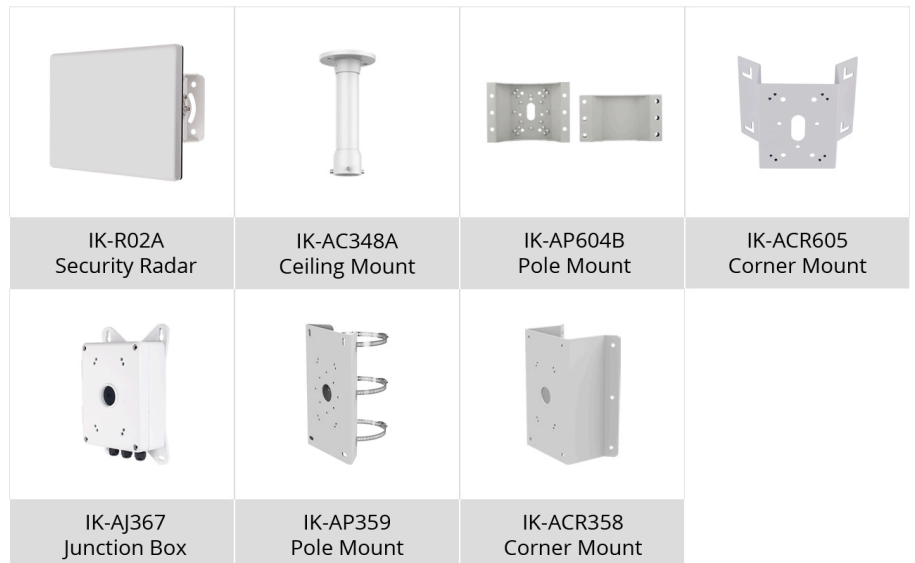 IK-R02A
Security Radar
IK-AC348A
Ceiling Mount
IK-AP604B
Pole Mount
IK-ACR605
Corner Mount
IK-AJ367
Junction Box
IK-AP359
Pole Mount
IK-ACR358
Corner Mount